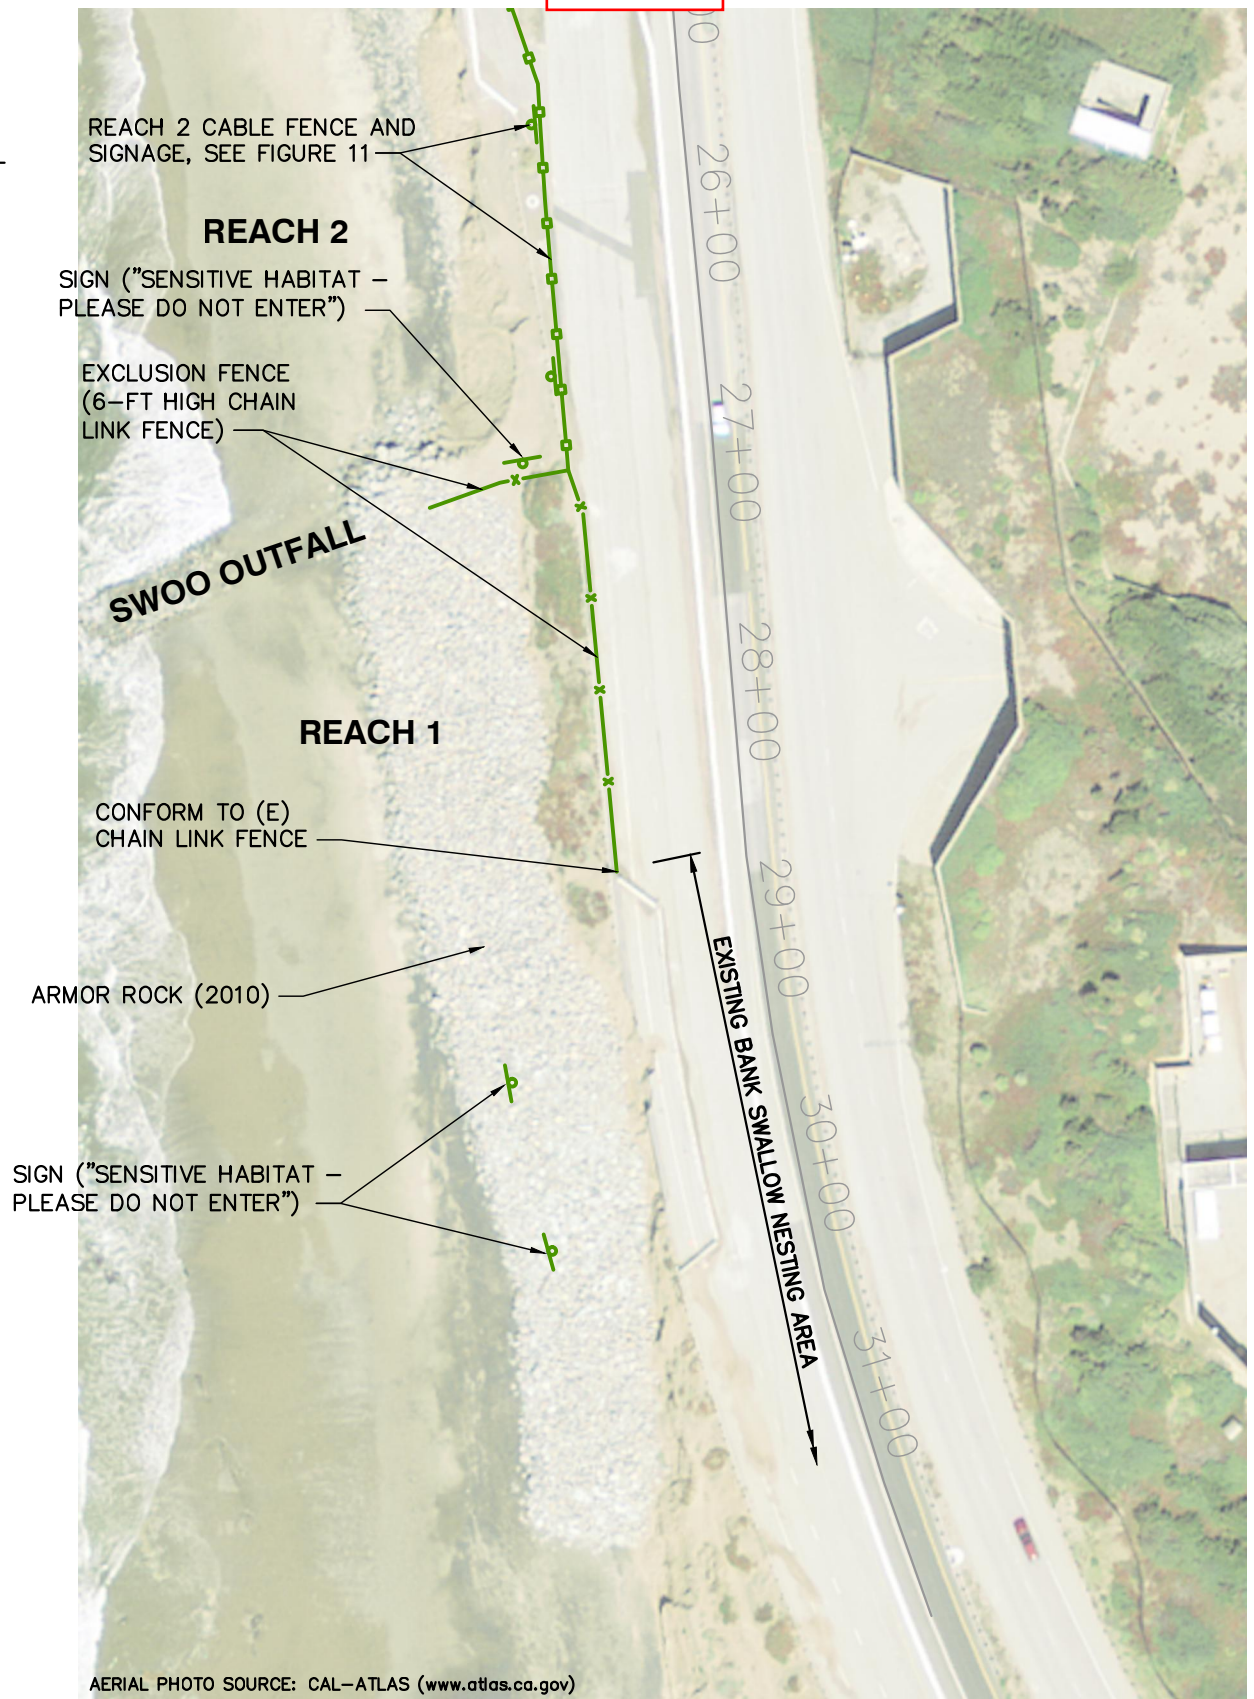 00
REACH 2 CABLE FENCE AND
SIGNAGE, SEE FIGURE 11
26+00
REACH 2
SIGN ("SENSITIVE HABITAT –
PLEASE DO NOT ENTER")
EXCLUSION FENCE
(6–FT HIGH CHAIN
LINK FENCE)
27+00
SWOO OUTFALL
28+00
REACH 1
CONFORM TO (E)
CHAIN LINK FENCE
29+00
ARMOR ROCK (2010)
EXISTING BANK SWALLOW NESTING AREA
30+00
SIGN ("SENSITIVE HABITAT –
PLEASE DO NOT ENTER")
31+00
AERIAL PHOTO SOURCE: CAL–ATLAS (www.atlas.ca.gov)